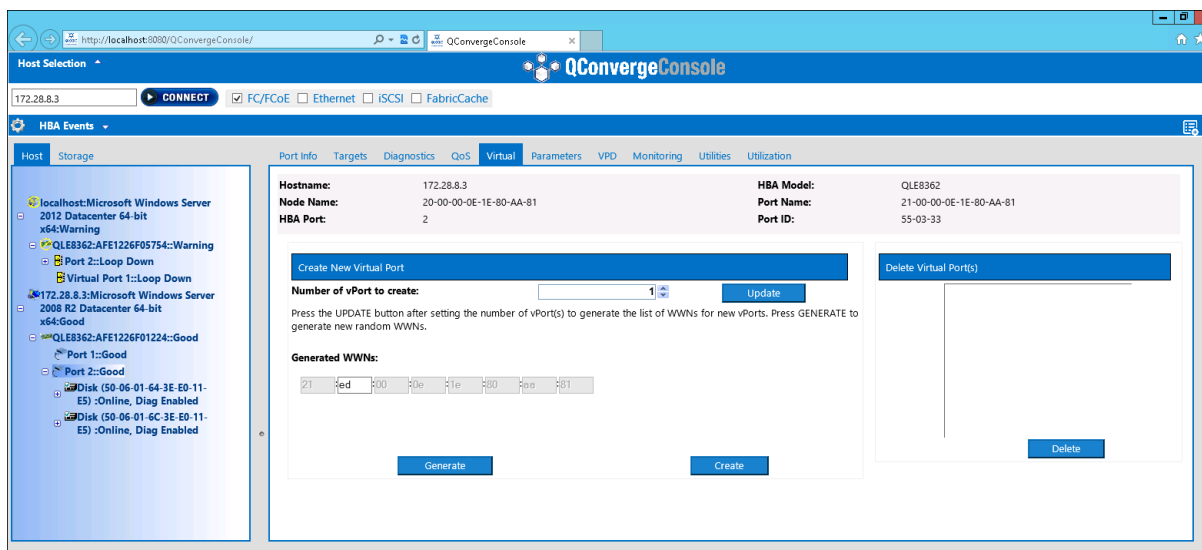 http://localhost:8080/QConvergeConsole/
QConvergeConsole
Host Selection
QConvergeConsole
172.28.8.3
CONNECT
FC/FCoE Ethernet iSCSI FabricCache
HBA Events
Host Storage
Port Info Targets Diagnostics QoS Virtual Parameters VPD Monitoring Utilities Utilization
localhost:Microsoft Windows Server
2012 Datacenter 64-bit
x64:Warning
QLE8362:AFE1226F05754::Warning
Port 2::Loop Down
Virtual Port 1::Loop Down
172.28.8.3:Microsoft Windows Server
2008 R2 Datacenter 64-bit
x64:Good
QLE8362:AFE1226F01224::Good
Port 1::Good
Port 2::Good
Disk (50-06-01-64-3E-E0-11-
E5) :Online, Diag Enabled
Disk (50-06-01-6C-3E-E0-11-
E5) :Online, Diag Enabled
Hostname: 172.28.8.3 HBA Model: QLE8362
Node Name: 20-00-00-0E-1E-80-AA-81 Port Name: 21-00-00-0E-1E-80-AA-81
HBA Port: 2 Port ID: 55-03-33
Create New Virtual Port
Number of vPort to create: 1 Update
Press the UPDATE button after setting the number of vPort(s) to generate the list of WWNs for new vPorts. Press GENERATE to
generate new random WWNs.
Generated WWNs:
21 :ed :00 :0e :1e :80 :aa :81
Generate Create
Delete Virtual Port(s)
Delete